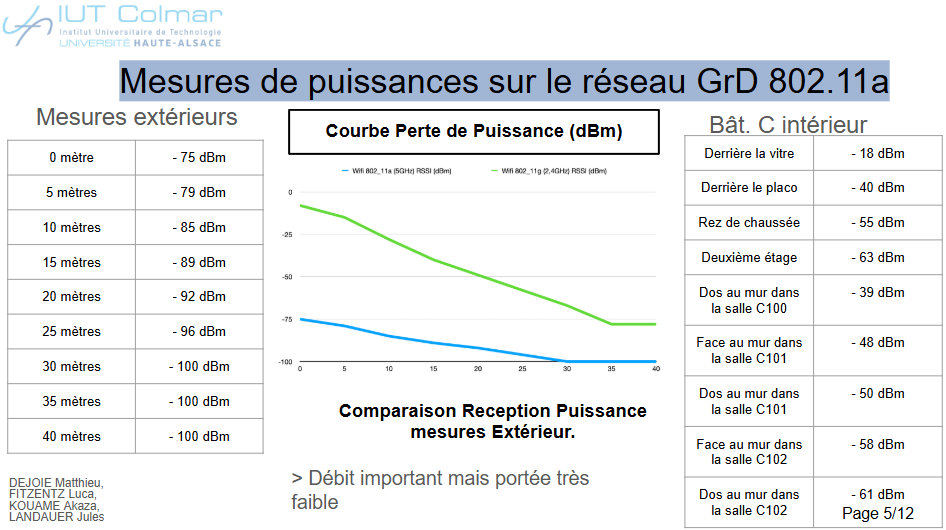 IUT Colmar
Institut Universitaire de Technologie
UNIVERSITÉ HAUTE-ALSACE
Mesures de puissances sur le réseau GrD 802.11a
Mesures extérieurs
0 mètre - 75 dBm
5 mètres - 79 dBm
10 mètres - 85 dBm
15 mètres - 89 dBm
20 mètres - 92 dBm
25 mètres - 96 dBm
30 mètres - 100 dBm
35 mètres - 100 dBm
40 mètres - 100 dBm
DEJOIE Matthieu,
FITZENTZ Luca,
KOUAME Akaza,
LANDAUER Jules
Courbe Perte de Puissance (dBm)
Wifi 802_11a (5GHz) RSSI (dBm) Wifi 802_11g (2,4GHz) RSSI (dBm)
0
-25
-50
-75
-100
0 5 10 15 20 25 30 35 40
Comparaison Reception Puissance
mesures Extérieur.
> Débit important mais portée très
faible
Bât. C intérieur
Derrière la vitre - 18 dBm
Derrière le placo - 40 dBm
Rez de chaussée - 55 dBm
Deuxième étage - 63 dBm
Dos au mur dans - 39 dBm
la salle C100
Face au mur dans - 48 dBm
la salle C101
Dos au mur dans - 50 dBm
la salle C101
Face au mur dans - 58 dBm
la salle C102
Dos au mur dans - 61 dBm
la salle C102
Page 5/12